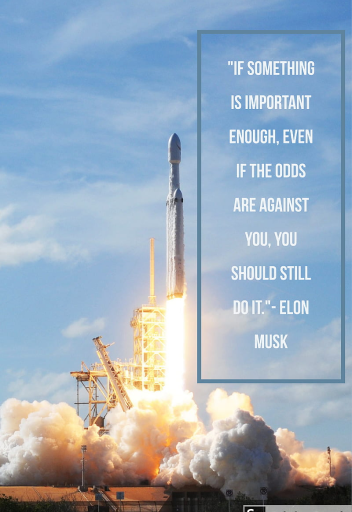 "IF SOMETHING
IS IMPORTANT
ENOUGH, EVEN
IF THE ODDS
ARE AGAINST
YOU, YOU
SHOULD STILL
DO IT."- ELON
MUSK